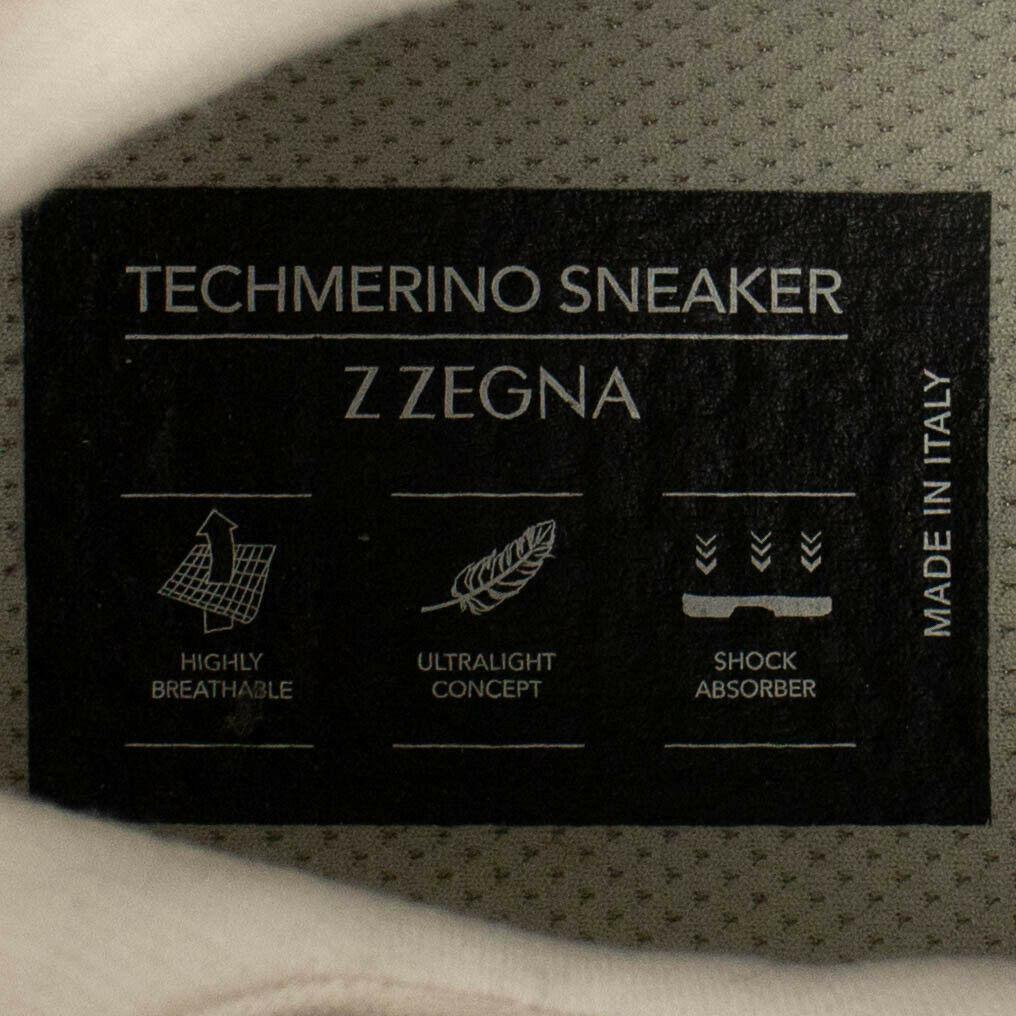 TECHMERINO SNEAKER
Z ZEGNA
HIGHLY
BREATHABLE
ULTRALIGHT
CONCEPT
SHOCK
ABSORBER
MADE IN ITALY